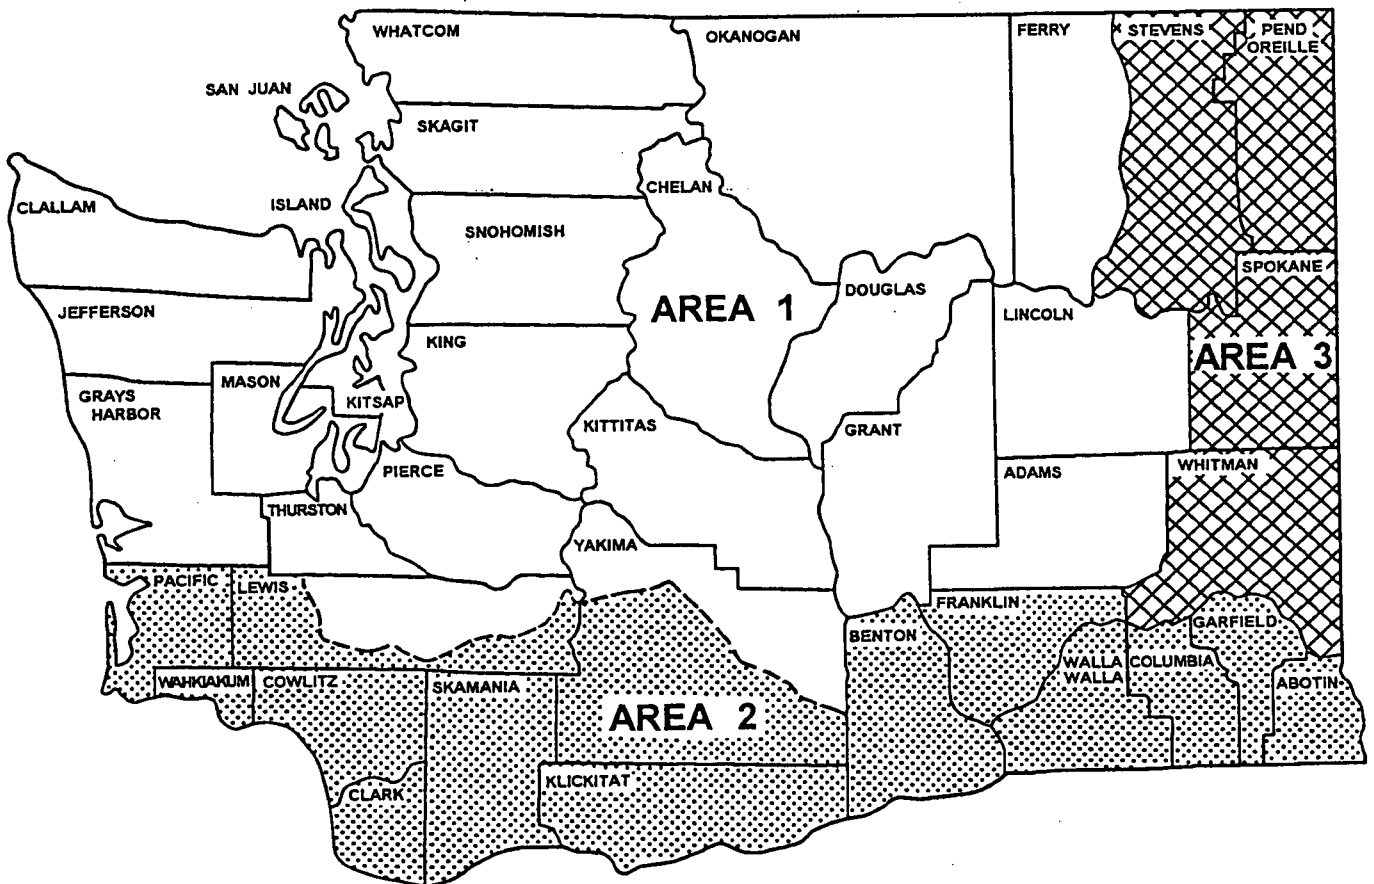 WHATCOM
OKANOGAN
FERRY
STEVENS
PEND
OREILLE
SAN JUAN
SKAGIT
CHELAN
CLALLAM
ISLAND
SNOHOMISH
SPOKANE
DOUGLAS
JEFFERSON
AREA 1
LINCOLN
KING
AREA 3
MASON
GRAYS
HARBOR
KITSAP
KITTITAS
GRANT
PIERCE
ADAMS
WHITMAN
THURSTON
YAKIMA
PACIFIC
LEWIS
FRANKLIN
GARFIELD
BENTON
WALLA
WALLA
COLUMBIA
WAHKIAKUM
COWLITZ
SKAMANIA
ABOTIN
AREA 2
KLICKITAT
CLARK